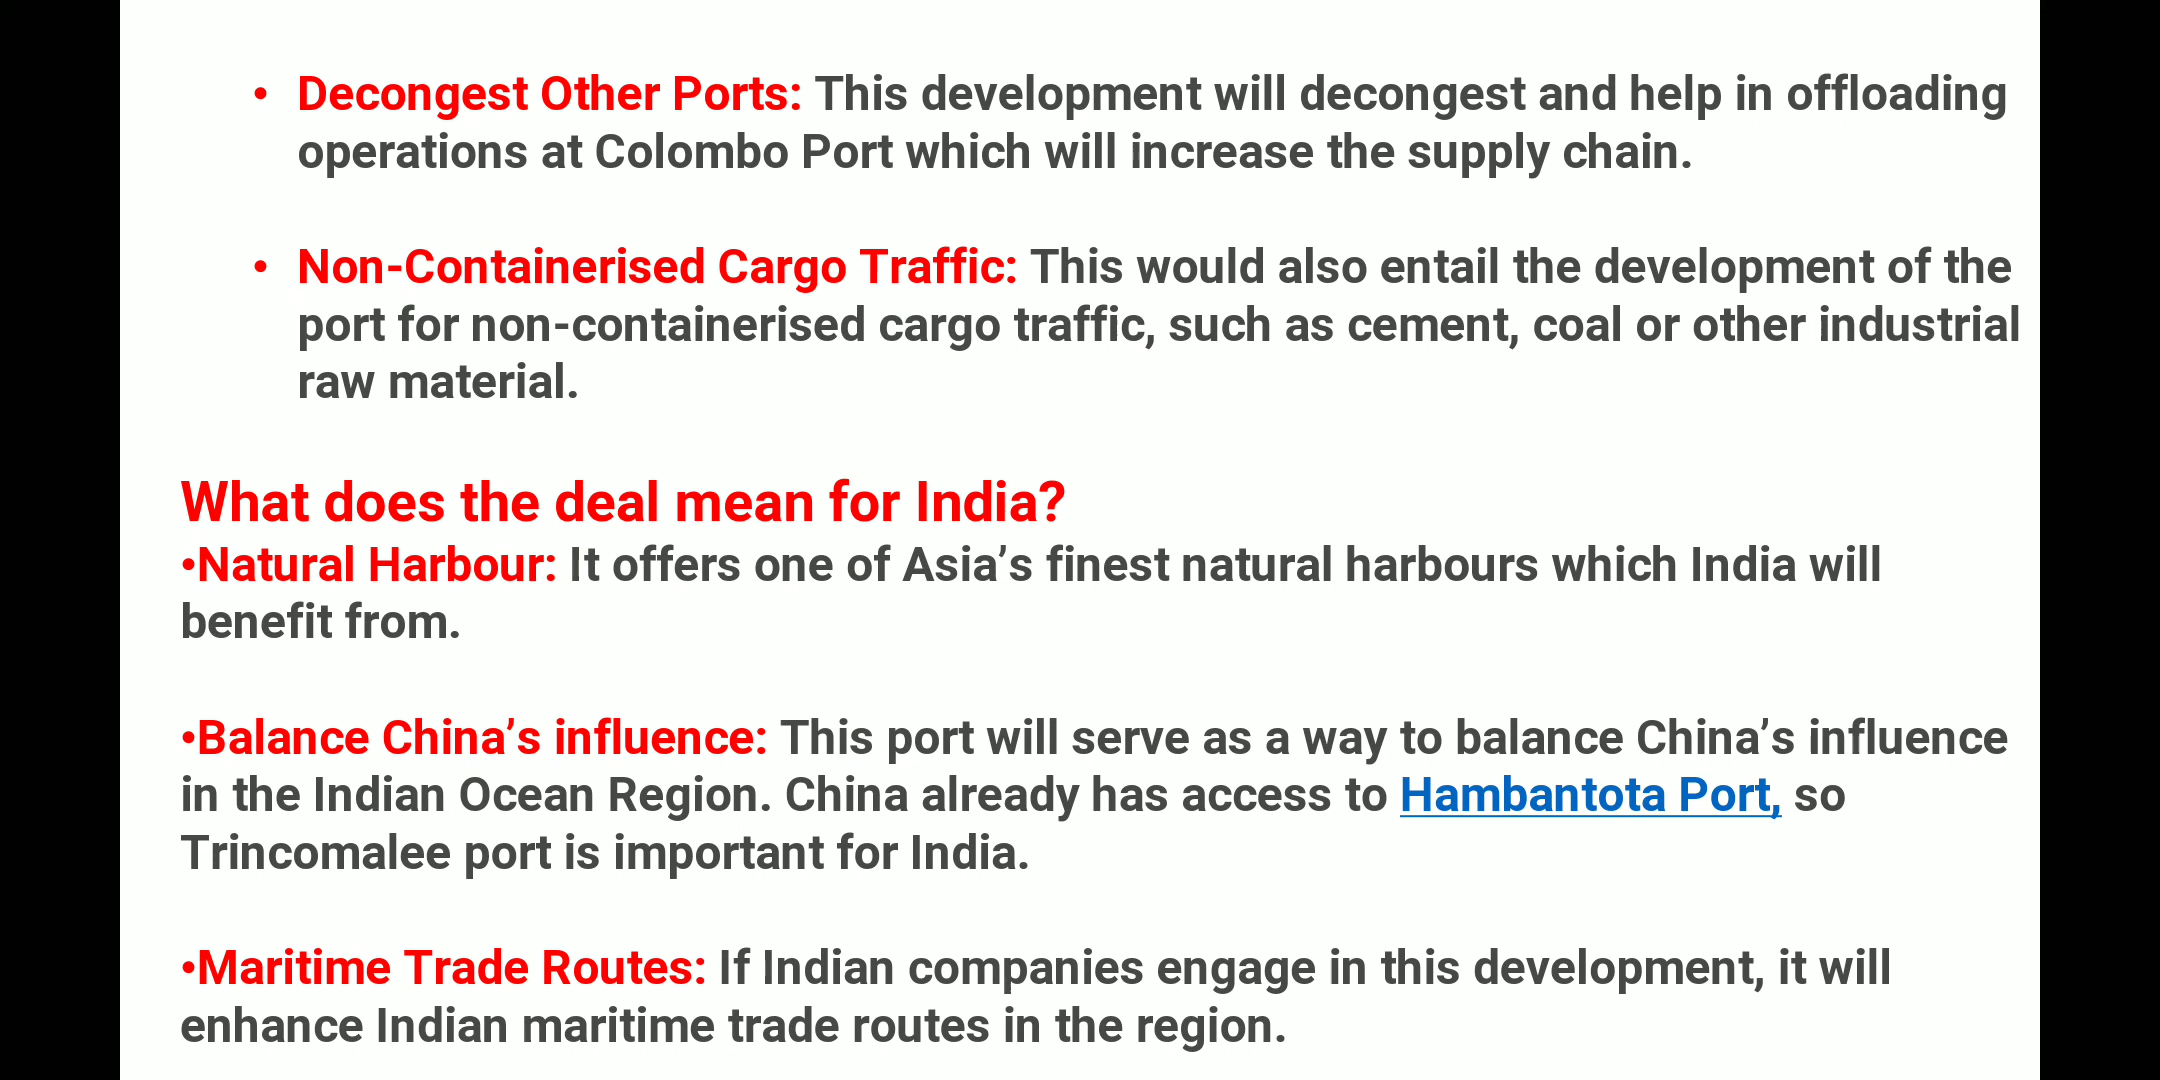 • Decongest Other Ports: This development will decongest and help in offloading
operations at Colombo Port which will increase the supply chain.
• Non-Containerised Cargo Traffic: This would also entail the development of the
port for non-containerised cargo traffic, such as cement, coal or other industrial
raw material.
What does the deal mean for India?
•Natural Harbour: It offers one of Asia’s finest natural harbours which India will
benefit from.
•Balance China’s influence: This port will serve as a way to balance China’s influence
in the Indian Ocean Region. China already has access to Hambantota Port, so
Trincomalee port is important for India.
•Maritime Trade Routes: If Indian companies engage in this development, it will
enhance Indian maritime trade routes in the region.